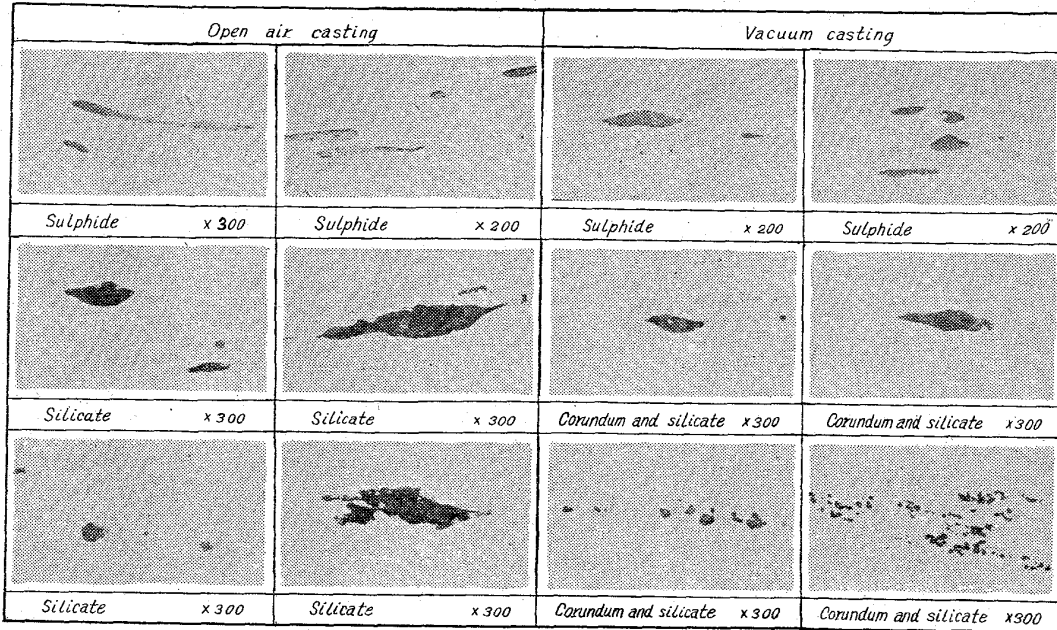 Open air casting Vacuum casting
Sulphide × 300 Sulphide × 200 Sulphide × 200 Sulphide × 200
Silicate × 300 Silicate × 300 Corundum and silicate ×300 Corundum and silicate ×300
Silicate ×300 Silicate ×300 Corundum and silicate ×300 Corundum and silicate ×300